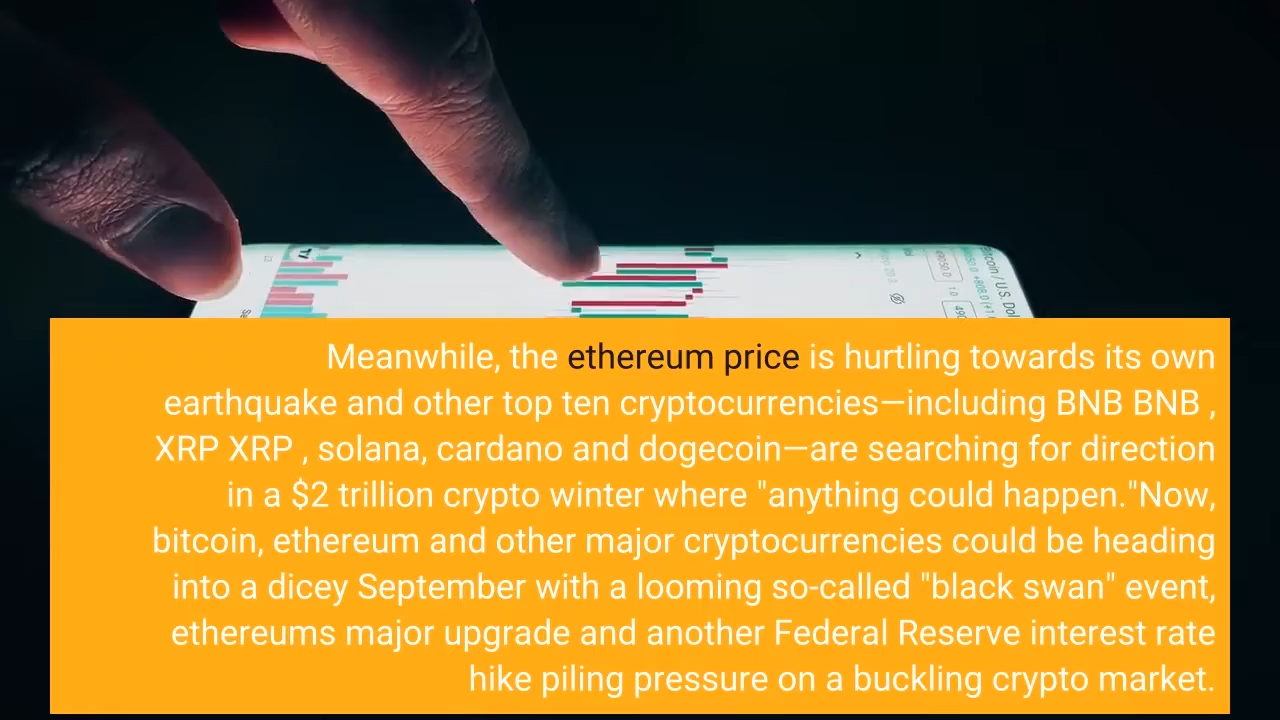 Meanwhile, the ethereum price is hurtling towards its own
earthquake and other top ten cryptocurrencies—including BNB BNB ,
XRP XRP , solana, cardano and dogecoin—are searching for direction
in a $2 trillion crypto winter where "anything could happen."Now,
bitcoin, ethereum and other major cryptocurrencies could be heading
into a dicey September with a looming so-called "black swan" event,
ethereums major upgrade and another Federal Reserve interest rate
hike piling pressure on a buckling crypto market.